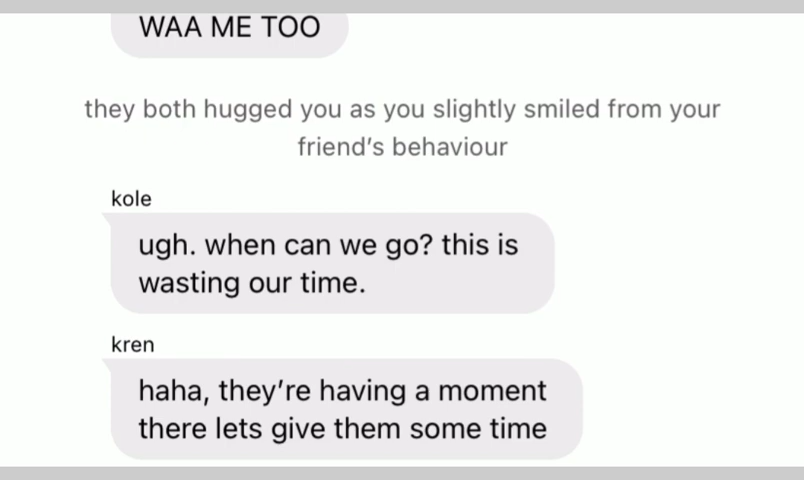 WAA ME TOO
they both hugged you as you slightly smiled from your
friend's behaviour
kole
ugh. when can we go? this is
wasting our time.
kren
haha, they're having a moment
there lets give them some time